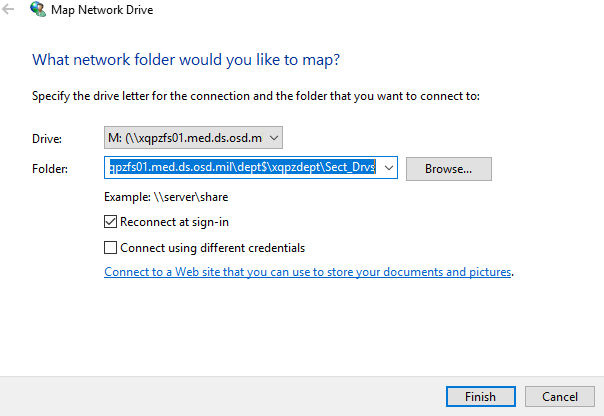 Map Network Drive
What network folder would you like to map?
Specify the drive letter for the connection and the folder that you want to connect to:
Drive: M: (\\xqpzfs01.med.ds.osd.m
Folder: qpzfs01.med.ds.osd.mil\dept$\xqpzdept\Sect_Drvs Browse...
Example: \\server\share
Reconnect at sign-in
Connect using different credentials
Connect to a Web site that you can use to store your documents and pictures.
Finish Cancel